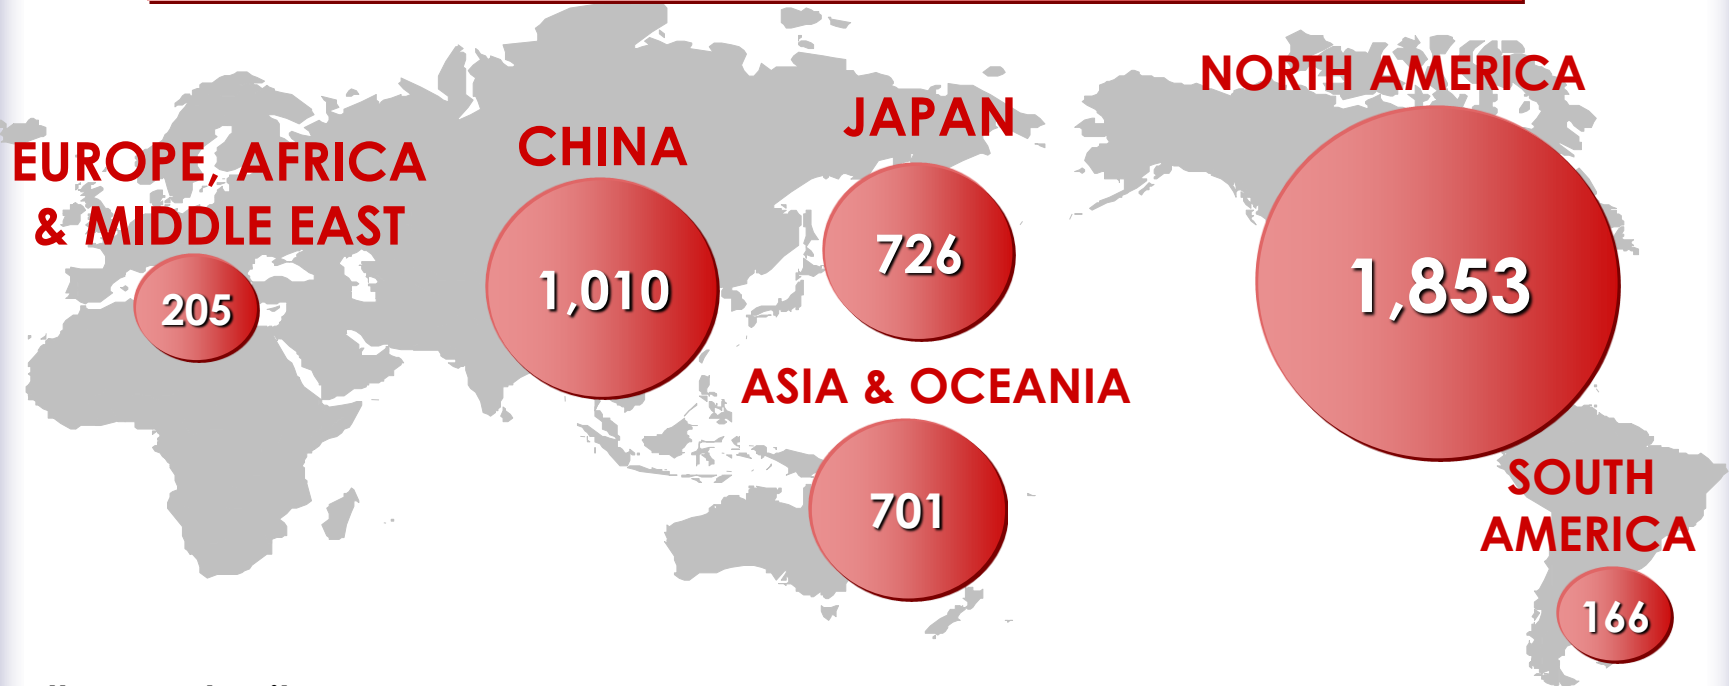 NORTH AMERICA
1,853
JAPAN
726
CHINA
1,010
EUROPE, AFRICA
& MIDDLE EAST
205
ASIA & OCEANIA
701
SOUTH
AMERICA
166